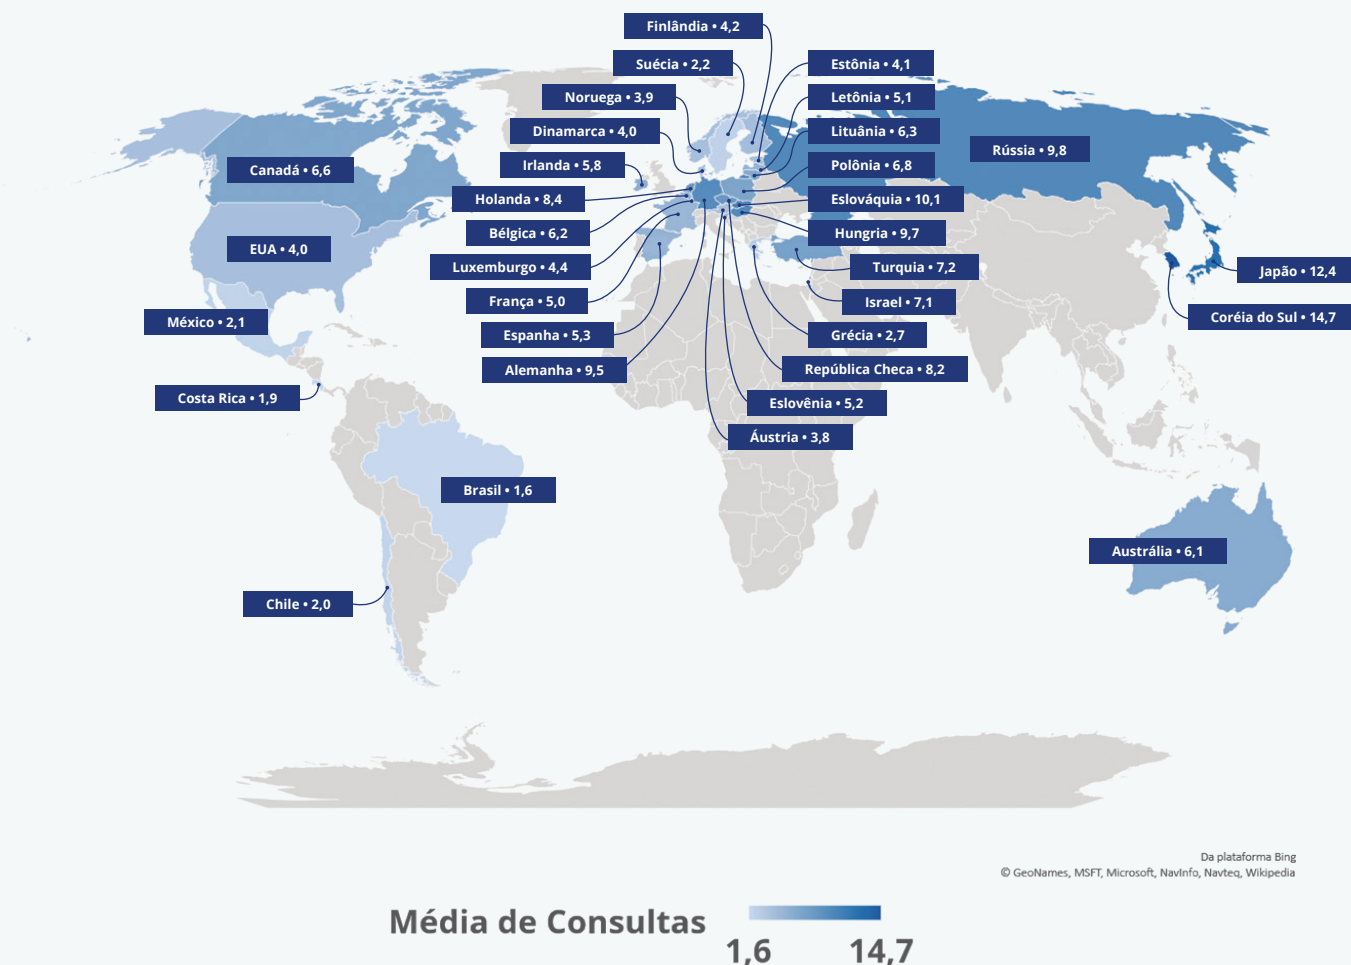 Finlândia • 4,2
Suécia • 2,2
Estônia • 4,1
Noruega • 3,9
Letônia • 5,1
Dinamarca • 4,0
Lituânia • 6,3
Rússia • 9,8
Irlanda • 5,8
Polônia • 6,8
Canadá • 6,6
Holanda • 8,4
Eslováquia • 10,1
Bélgica • 6,2
Hungria • 9,7
EUA • 4,0
Luxemburgo • 4,4
Turquia • 7,2
Japão • 12,4
França • 5,0
Israel • 7,1
Coréia do Sul • 14,7
México • 2,1
Espanha • 5,3
Grécia • 2,7
Alemanha • 9,5
República Checa • 8,2
Costa Rica • 1,9
Eslovênia • 5,2
Áustria • 3,8
Brasil • 1,6
Austrália • 6,1
Chile • 2,0
Da plataforma Bing
© GeoNames, MSFT, Microsoft, NavInfo, Navteq, Wikipedia
Média de Consultas
1,6 14,7